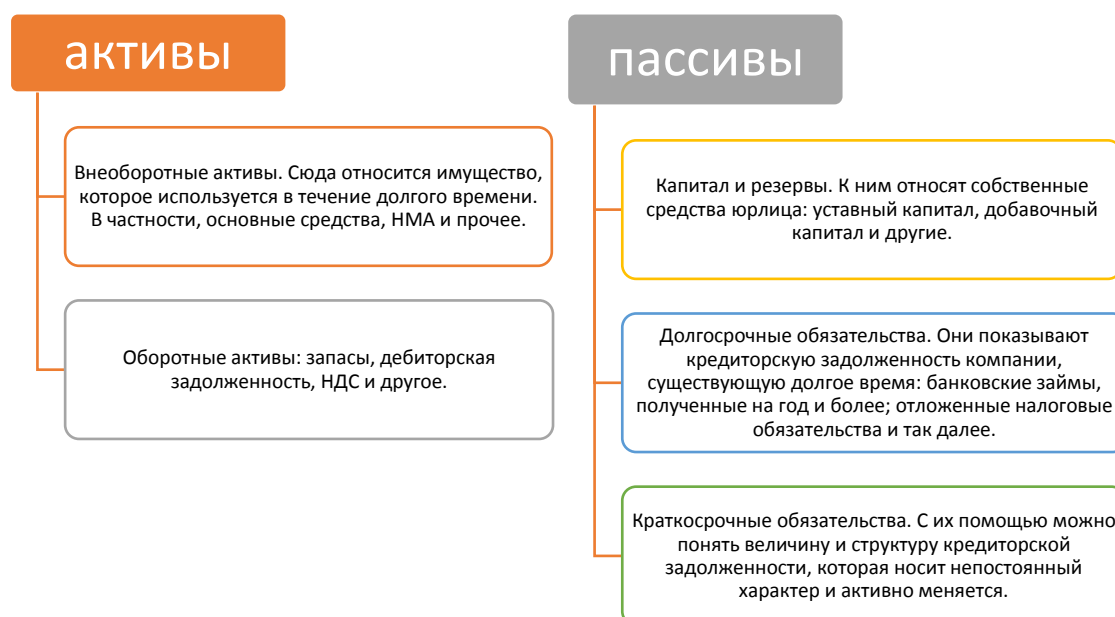 активы
Внеоборотные активы. Сюда относится имущество,
которое используется в течение долгого времени.
В частности, основные средства, НМА и прочее.
Оборотные активы: запасы, дебиторская
задолженность, НДС и другое.
пассивы
Капитал и резервы. К ним относят собственные
средства юрлица: уставный капитал, добавочный
капитал и другие.
Долгосрочные обязательства. Они показывают
кредиторскую задолженность компании,
существующую долгое время: банковские займы,
полученные на год и более; отложенные налоговые
обязательства и так далее.
Краткосрочные обязательства. С их помощью можно
понять величину и структуру кредиторской
задолженности, которая носит непостоянный
характер и активно меняется.